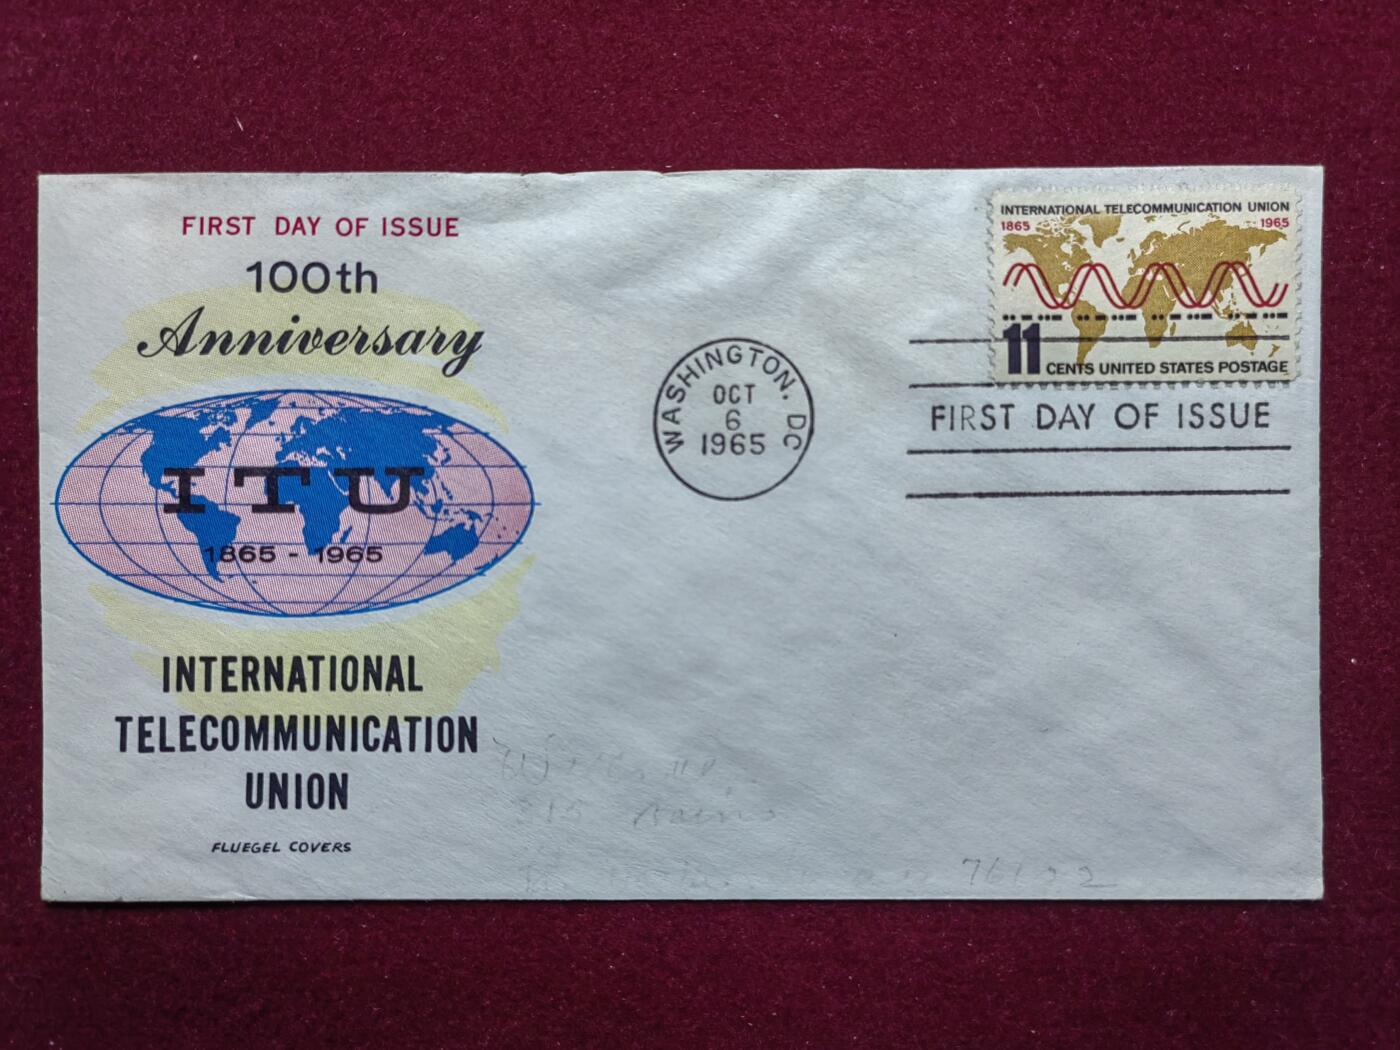 FIRST DAY OF ISSUE
100th
Anniversary
ITU
1865 - 1965
INTERNATIONAL
TELECOMMUNICATION
UNION
FLUEGEL COVERS
WASHINGTON, DC
OCT
6
1965
INTERNATIONAL TELECOMMUNICATION UNION
1865 1965
11 CENTS UNITED STATES POSTAGE
FIRST DAY OF ISSUE